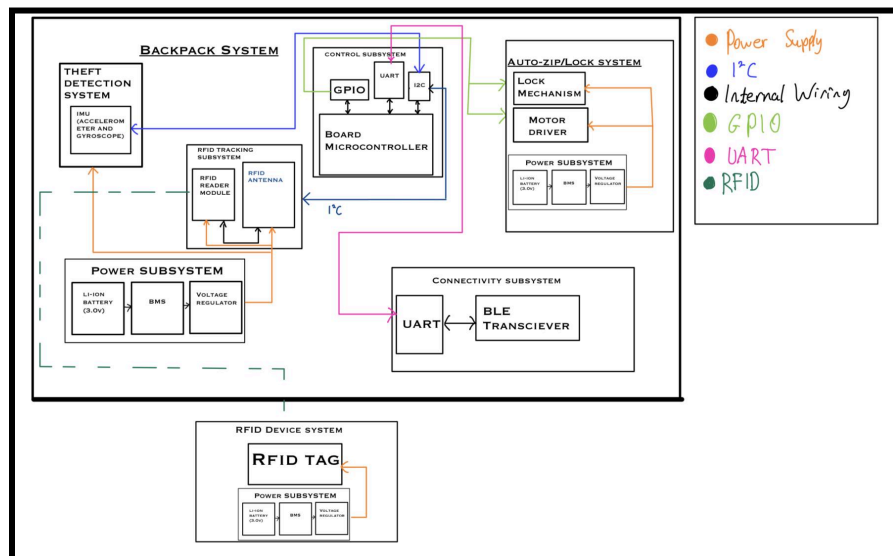 BACKPACK SYSTEM
THEFT
DETECTION
SYSTEM
IMU
(ACCELEROM
ETER AND
GYROSCOPE)
CONTROL SUBSYSTEM
GPIO
UART
I2C
BOARD
MICROCONTROLLER
AUTO-ZIP/LOCK SYSTEM
LOCK
MECHANISM
MOTOR
DRIVER
POWER SUBSYSTEM
LI-ION
BATTERY
(3.0V)
BMS
VOLTAGE
REGULATOR
RFID TRACKING
SUBSYSTEM
RFID
READER
MODULE
RFID
ANTENNA
I²C
POWER SUBSYSTEM
LI-ION
BATTERY
(3.0V)
BMS
VOLTAGE
REGULATOR
CONNECTIVITY SUBSYSTEM
UART
BLE
TRANSCIEVER
RFID DEVICE SYSTEM
RFID TAG
POWER SUBSYSTEM
LI-ION
BATTERY
(3.0V)
BMS
VOLTAGE
REGULATOR
Power Supply
I²C
Internal Wiring
GPIO
UART
RFID